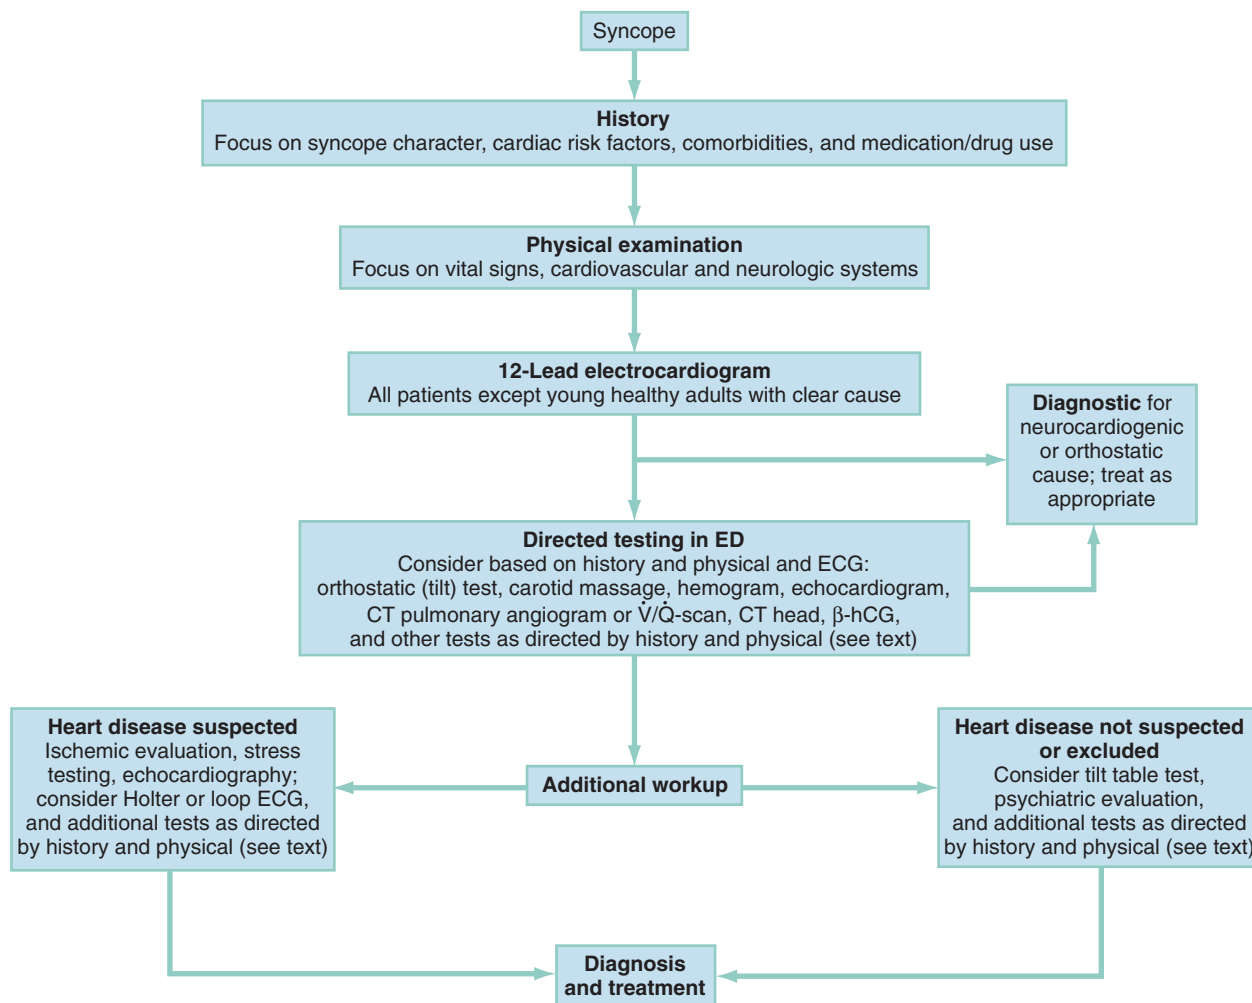 Syncope
History
Focus on syncope character, cardiac risk factors, comorbidities, and medication/drug use
Physical examination
Focus on vital signs, cardiovascular and neurologic systems
12-Lead electrocardiogram
All patients except young healthy adults with clear cause
Diagnostic for
neurocardiogenic
or orthostatic
cause; treat as
appropriate
Directed testing in ED
Consider based on history and physical and ECG:
orthostatic (tilt) test, carotid massage, hemogram, echocardiogram,
CT pulmonary angiogram or V̇/Q̇-scan, CT head, β-hCG,
and other tests as directed by history and physical (see text)
Heart disease suspected
Ischemic evaluation, stress
testing, echocardiography;
consider Holter or loop ECG,
and additional tests as directed
by history and physical (see text)
Additional workup
Heart disease not suspected
or excluded
Consider tilt table test,
psychiatric evaluation,
and additional tests as directed
by history and physical (see text)
Diagnosis
and treatment